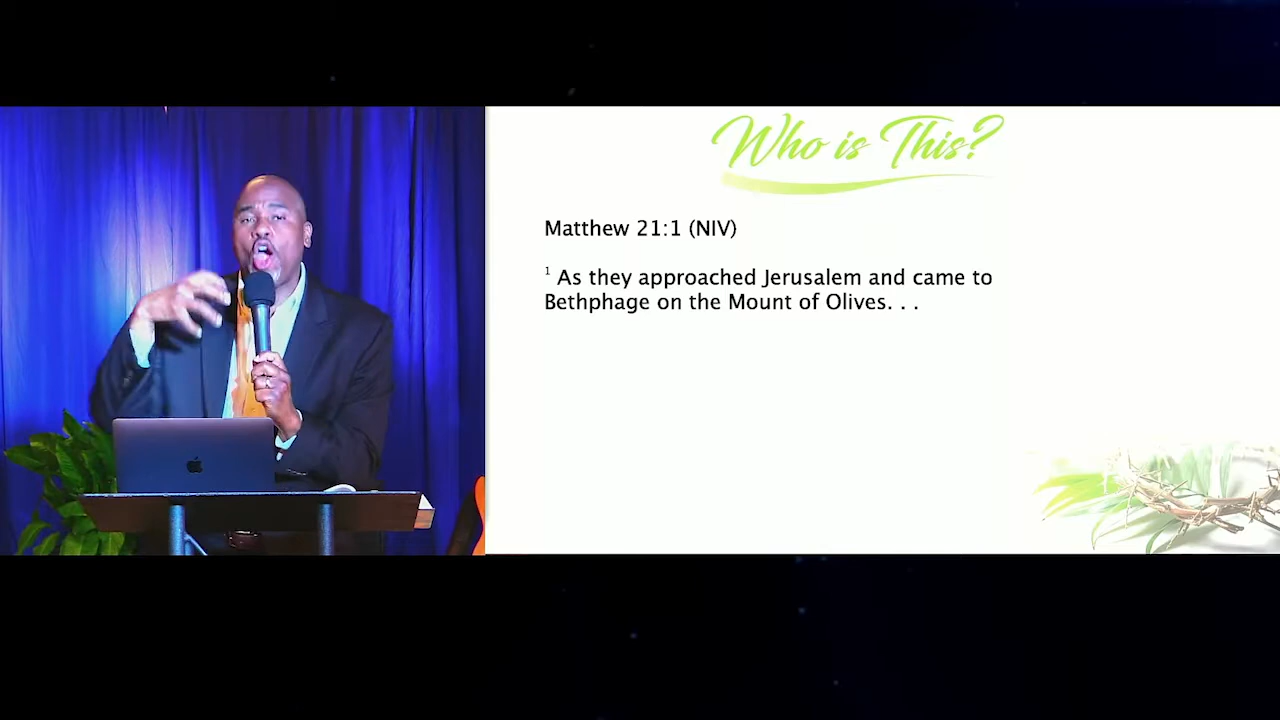 Who is This?
Matthew 21:1 (NIV)
1 As they approached Jerusalem and came to
Bethphage on the Mount of Olives. . .